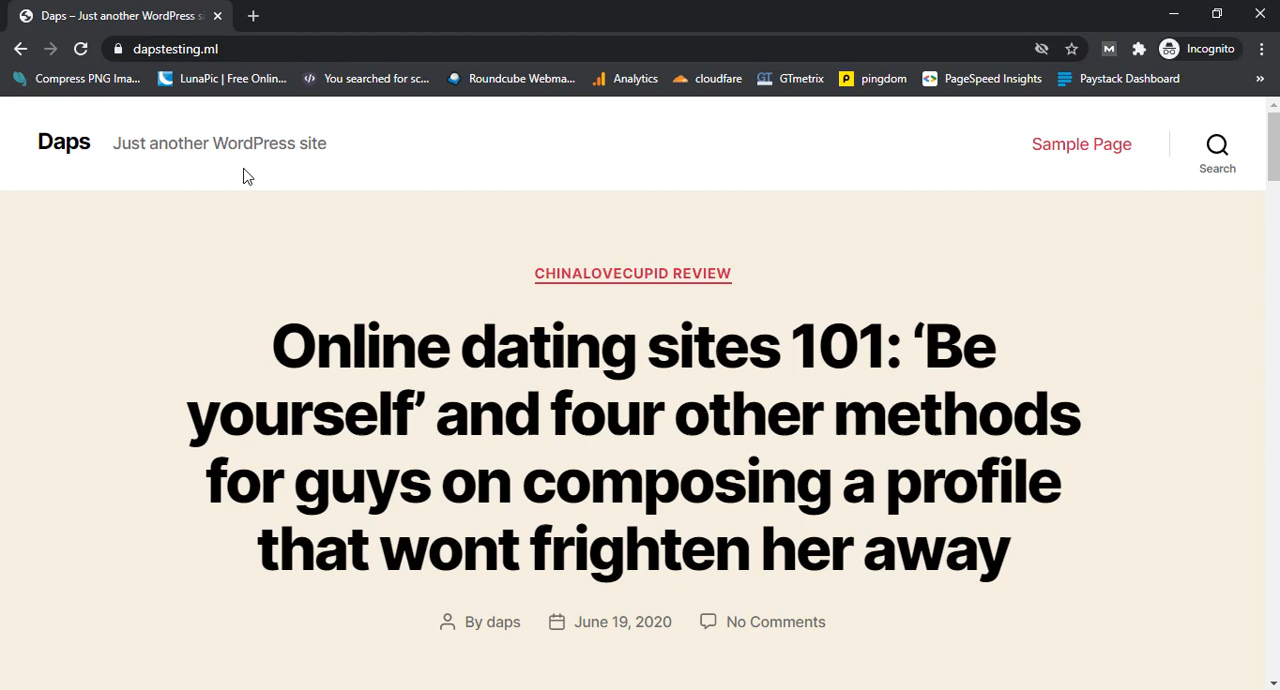 Daps – Just another WordPress s
dapstesting.ml
Incognito
Compress PNG Ima...
LunaPic | Free Onlin...
You searched for sc...
Roundcube Webma...
Analytics
cloudfare
GTmetrix
pingdom
PageSpeed Insights
Paystack Dashboard
»
Daps
Just another WordPress site
Sample Page
Search
CHINALOVECUPID REVIEW
Online dating sites 101: ‘Be
yourself’ and four other methods
for guys on composing a profile
that wont frighten her away
By daps
June 19, 2020
No Comments